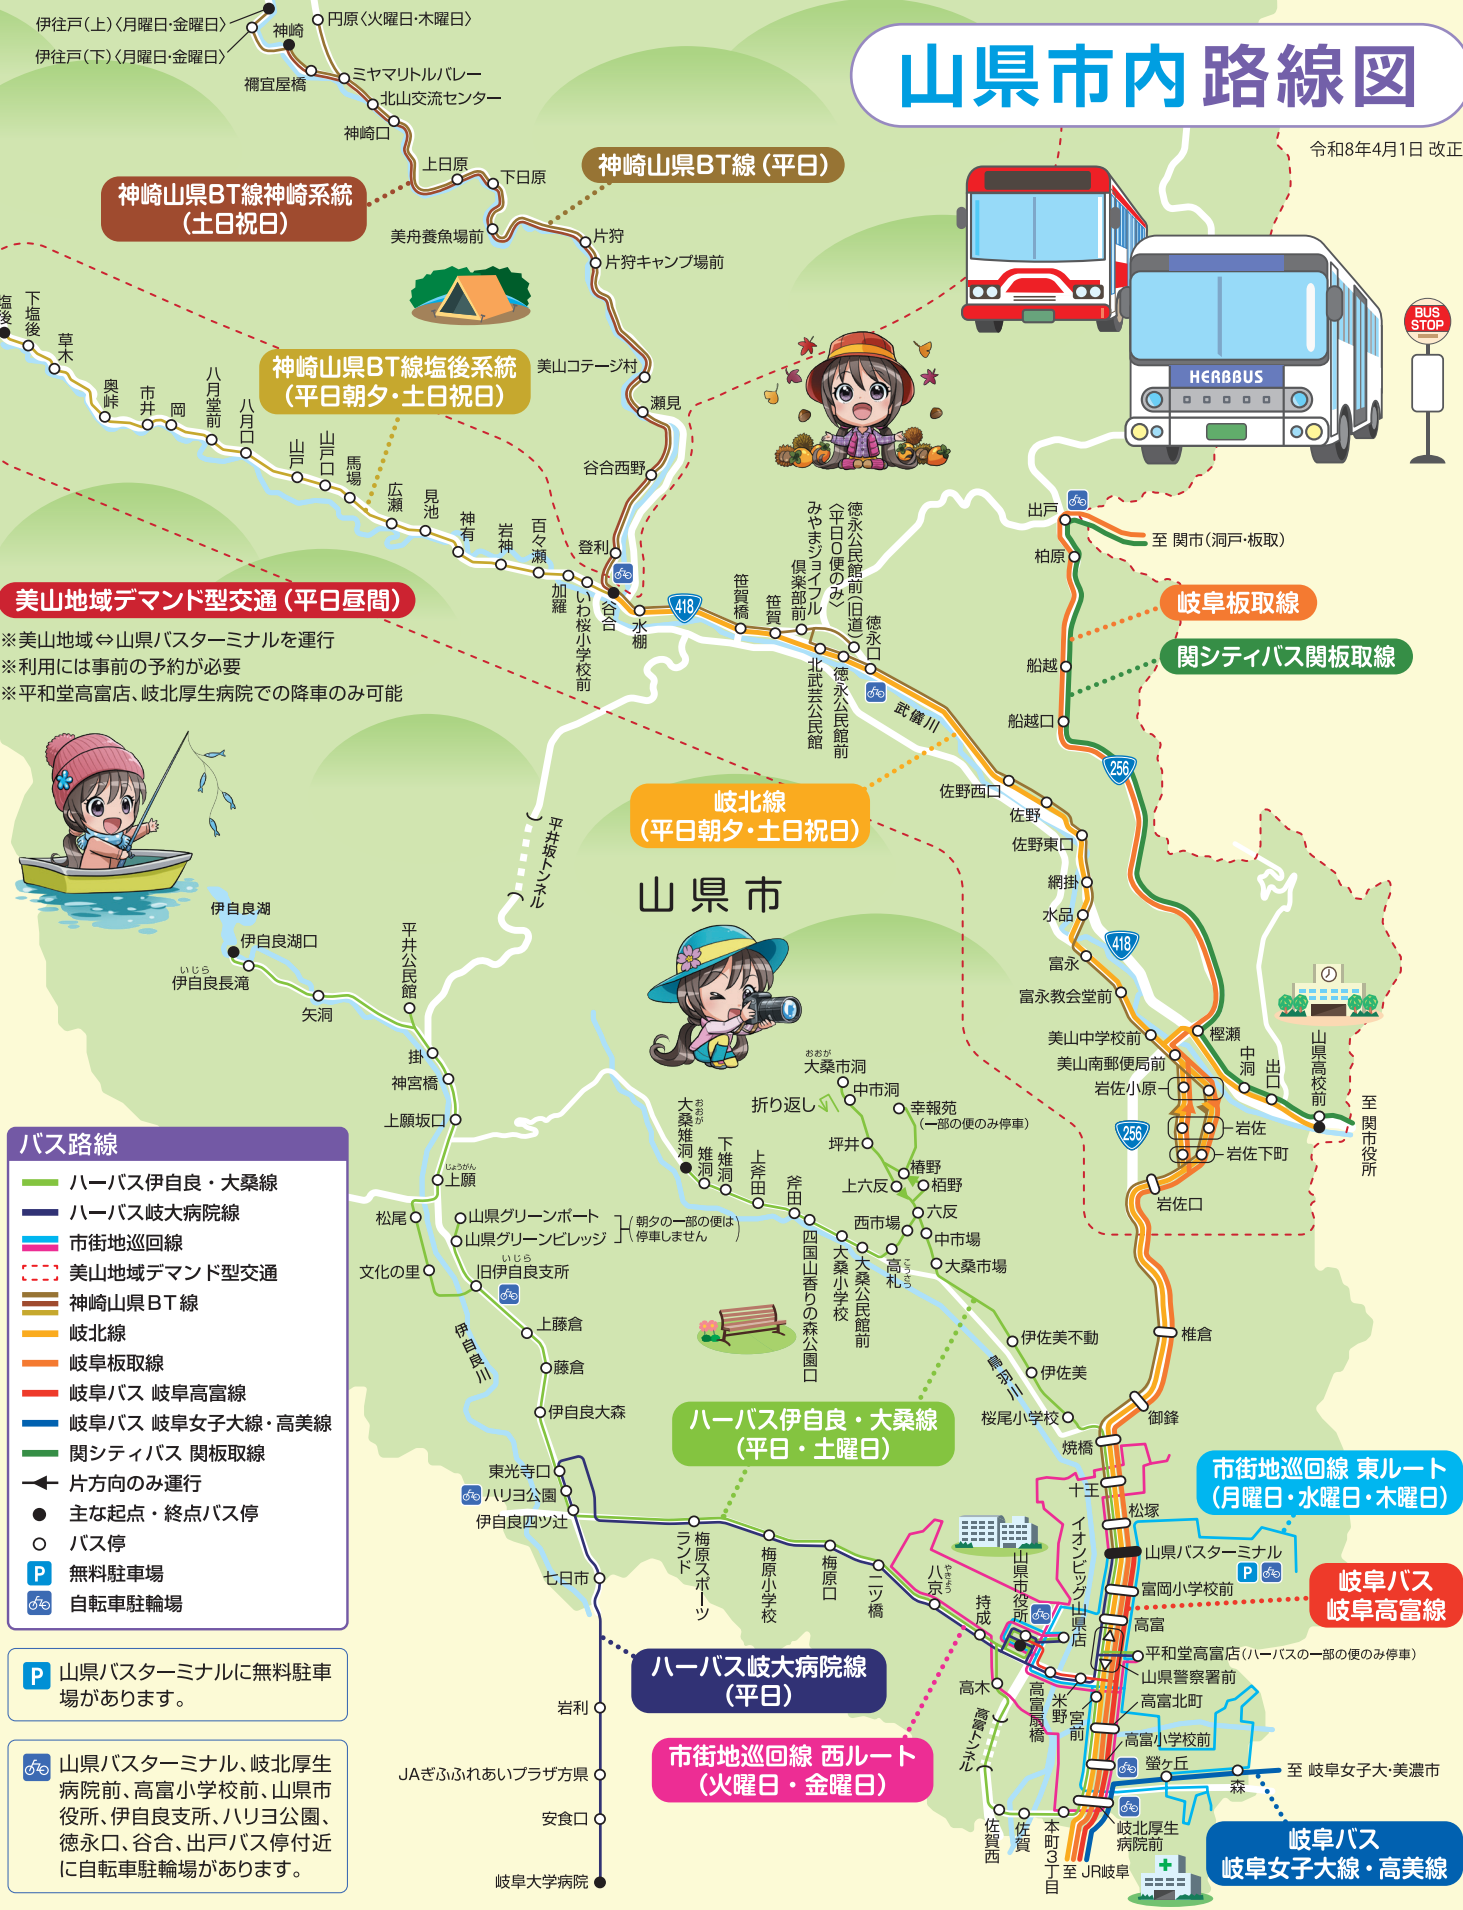 山県市内 路線図
令和8年4月1日 改正
伊往戸(上)〈月曜日・金曜日〉
伊往戸(下)〈月曜日・金曜日〉
神崎
円原〈火曜日・木曜日〉
禰宜屋橋
ミヤマリトルバレー
北山交流センター
神崎口
上日原
下日原
神崎山県BT線(平日)
神崎山県BT線神崎系統
(土日祝日)
美舟養魚場前
片狩
片狩キャンプ場前
BUS
STOP
HERBBUS
塩後
下塩後
草木
奥峠
市井
岡
八月堂前
八月口
山戸
山戸口
馬場
広瀬
見池
神有
岩神
百々瀬
加羅
いわ桜小学校前
神崎山県BT線塩後系統
(平日朝夕・土日祝日)
美山コテージ村
瀬見
谷合西野
登利
谷合
水棚
418
笹賀橋
笹賀
倶楽部前
みやまジョイフル
徳永公民館前(旧道)
〈平日0便のみ〉
徳永口
北武芸公民館
徳永公民館前
武儀川
出戸
至 関市(洞戸・板取)
柏原
岐阜板取線
関シティバス関板取線
船越
船越口
256
美山地域デマンド型交通(平日昼間)
※美山地域⇔山県バスターミナルを運行
※利用には事前の予約が必要
※平和堂高富店、岐北厚生病院での降車のみ可能
岐北線
(平日朝夕・土日祝日)
佐野西口
佐野
佐野東口
網掛
水品
418
富永
富永教会堂前
美山中学校前
美山南郵便局前
岩佐小原
樫瀬
中洞
出口
山県高校前
至 関市役所
256
岩佐
岩佐下町
岩佐口
平井坂トンネル
山県市
伊自良湖
伊自良湖口
いじら
伊自良長滝
矢洞
平井公民館
掛
神宮橋
上願坂口
じょうがん
上願
松尾
文化の里
山県グリーンポート
山県グリーンビレッジ
(朝夕の一部の便は
停車しません)
いじら
旧伊自良支所
伊自良川
上藤倉
藤倉
伊自良大森
東光寺口
ハリヨ公園
伊自良四ツ辻
おおが
大桑市洞
中市洞
折り返し
幸報苑
(一部の便のみ停車)
坪井
椿野
上六反
栢野
六反
西市場
中市場
大桑市場
おおが
大桑雉洞
雉洞
下雉洞
上斧田
斧田
四国山香りの森公園口
大桑小学校
大桑公民館前
こうさつ
高札
伊佐美不動
伊佐美
鳥羽川
桜尾小学校
椎倉
御鋒
焼橋
十王
松塚
ハーバス伊自良・大桑線
(平日・土曜日)
市街地巡回線 東ルート
(月曜日・水曜日・木曜日)
山県バスターミナル
P
イオンビッグ山県店
山県市役所
富岡小学校前
高富
岐阜バス
岐阜高富線
平和堂高富店(ハーバスの一部の便のみ停車)
山県警察署前
高富北町
高富小学校前
螢ヶ丘
森
至 岐阜女子大・美濃市
岐北厚生
病院前
至 JR岐阜
岐阜バス
岐阜女子大線・高美線
七日市
梅原スポーツ
ランド
梅原小学校
梅原口
二ツ橋
やきょう
八京
持成
高木
高富トンネル
高富扇橋
米野
宮前
佐賀西
佐賀
本町3丁目
ハーバス岐大病院線
(平日)
市街地巡回線 西ルート
(火曜日・金曜日)
岩利
JAぎふふれあいプラザ方県
安食口
岐阜大学病院
バス路線
ハーバス伊自良・大桑線
ハーバス岐大病院線
市街地巡回線
美山地域デマンド型交通
神崎山県BT線
岐北線
岐阜板取線
岐阜バス 岐阜高富線
岐阜バス 岐阜女子大線・高美線
関シティバス 関板取線
片方向のみ運行
主な起点・終点バス停
バス停
P 無料駐車場
自転車駐輪場
P 山県バスターミナルに無料駐車
場があります。
山県バスターミナル、岐北厚生
病院前、高富小学校前、山県市
役所、伊自良支所、ハリヨ公園、
徳永口、谷合、出戸バス停付近
に自転車駐輪場があります。